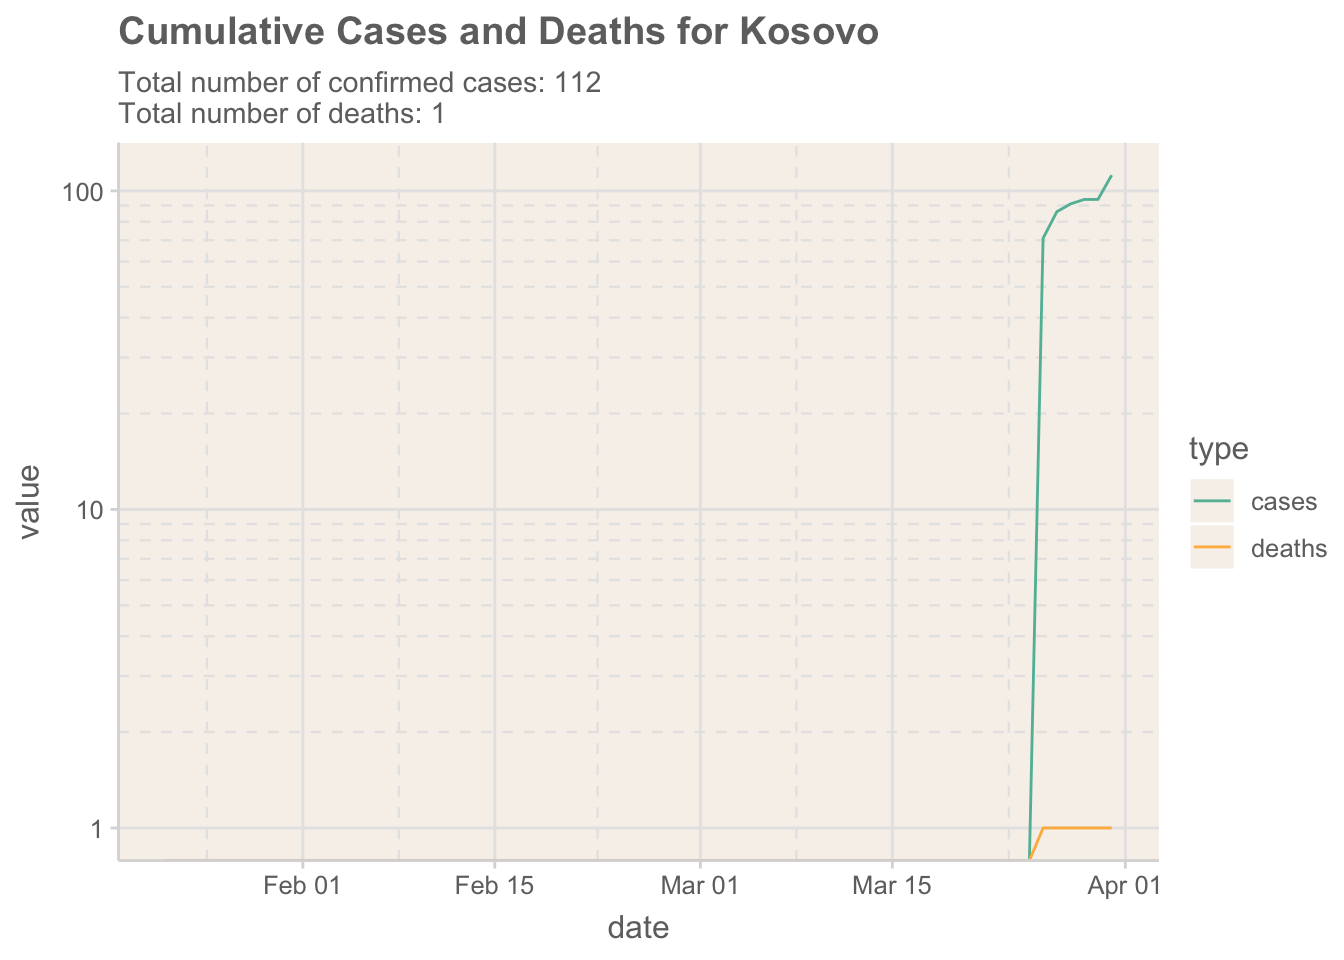 Cumulative Cases and Deaths for Kosovo
Total number of confirmed cases: 112
Total number of deaths: 1
100
10
1
value
Feb 01
Feb 15
Mar 01
Mar 15
Apr 01
date
type
cases
deaths